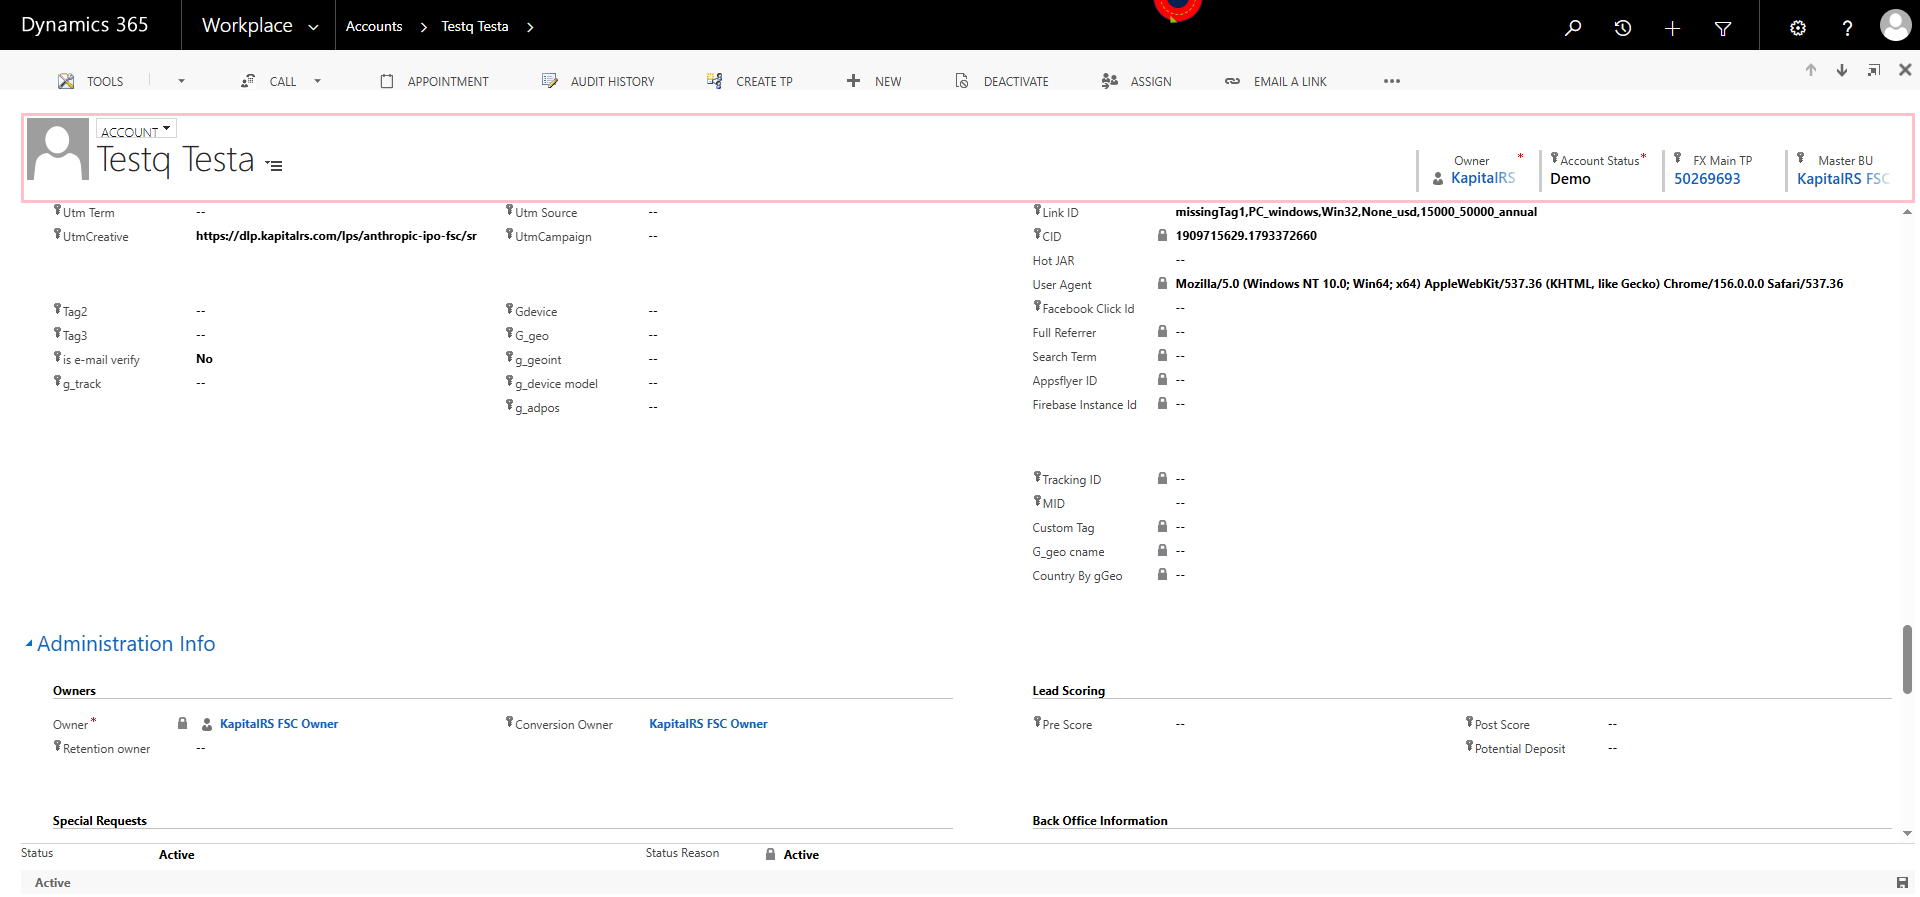 Dynamics 365 Workplace Accounts Testq Testa
TOOLS CALL APPOINTMENT AUDIT HISTORY CREATE TP NEW DEACTIVATE ASSIGN EMAIL A LINK
ACCOUNT
Testq Testa
Owner * Account Status * FX Main TP Master BU
KapitalRS Demo 50269693 KapitalRS FSC
Utm Term -- Utm Source -- Link ID missingTag1,PC_windows,Win32,None_usd,15000_50000_annual
UtmCreative https://dlp.kapitalrs.com/lps/anthropic-ipo-fsc/sr UtmCampaign -- CID 1909715629.1793372660
Hot JAR --
User Agent Mozilla/5.0 (Windows NT 10.0; Win64; x64) AppleWebKit/537.36 (KHTML, like Gecko) Chrome/156.0.0.0 Safari/537.36
Tag2 -- Gdevice -- Facebook Click Id --
Tag3 -- G_geo -- Full Referrer --
is e-mail verify No g_geoint -- Search Term --
g_track -- g_device model -- Appsflyer ID --
g_adpos -- Firebase Instance Id --
Tracking ID --
MID --
Custom Tag --
G_geo cname --
Country By gGeo --
Administration Info
Owners Lead Scoring
Owner * KapitalRS FSC Owner Conversion Owner KapitalRS FSC Owner Pre Score -- Post Score --
Retention owner -- Potential Deposit --
Special Requests Back Office Information
Status Active Status Reason Active
Active